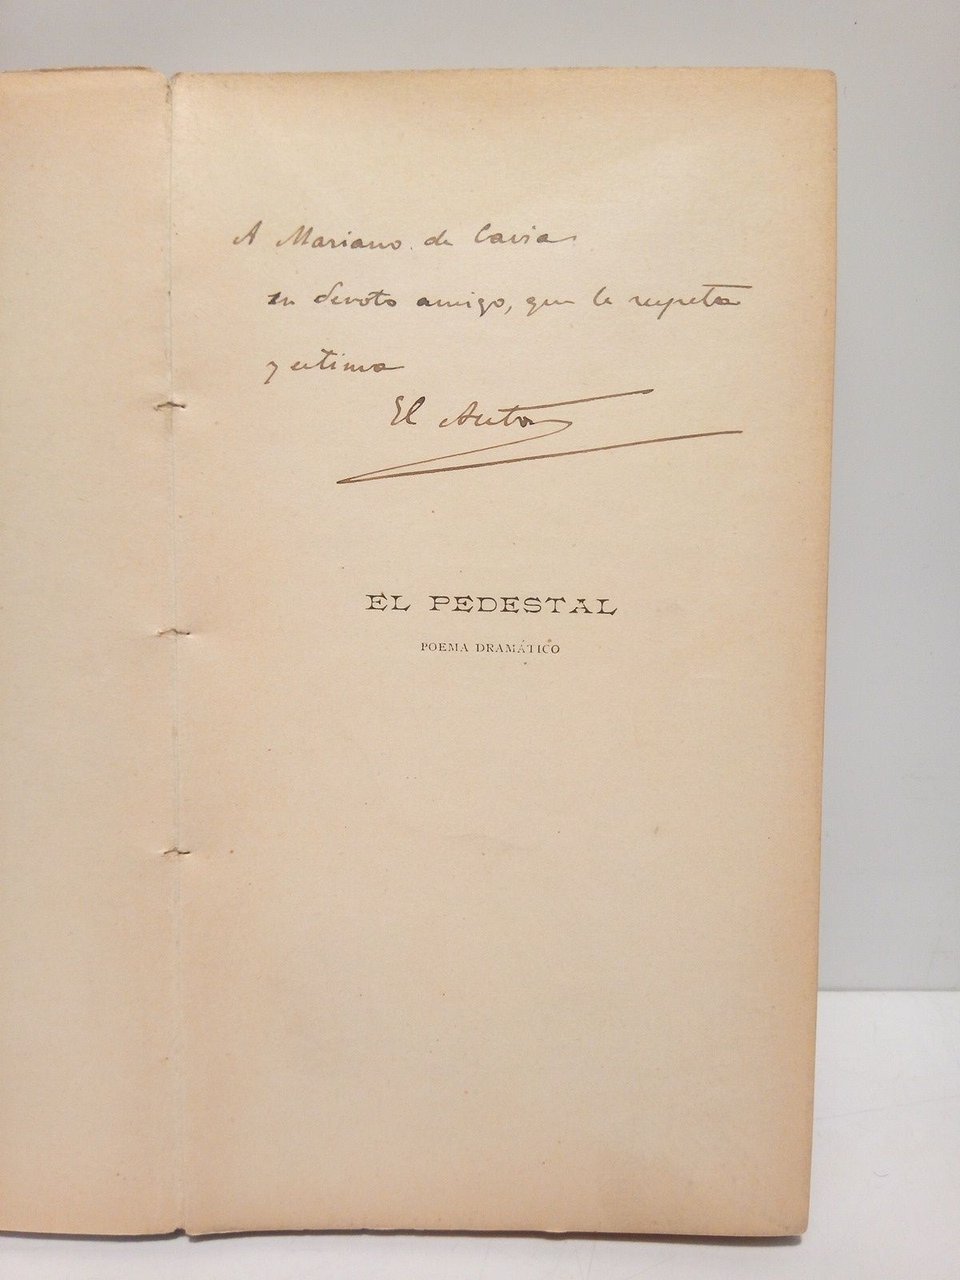 A Mariano de Cavia
su devoto amigo, que le respeta
y estima
El Autor
EL PEDESTAL
POEMA DRAMÁTICO